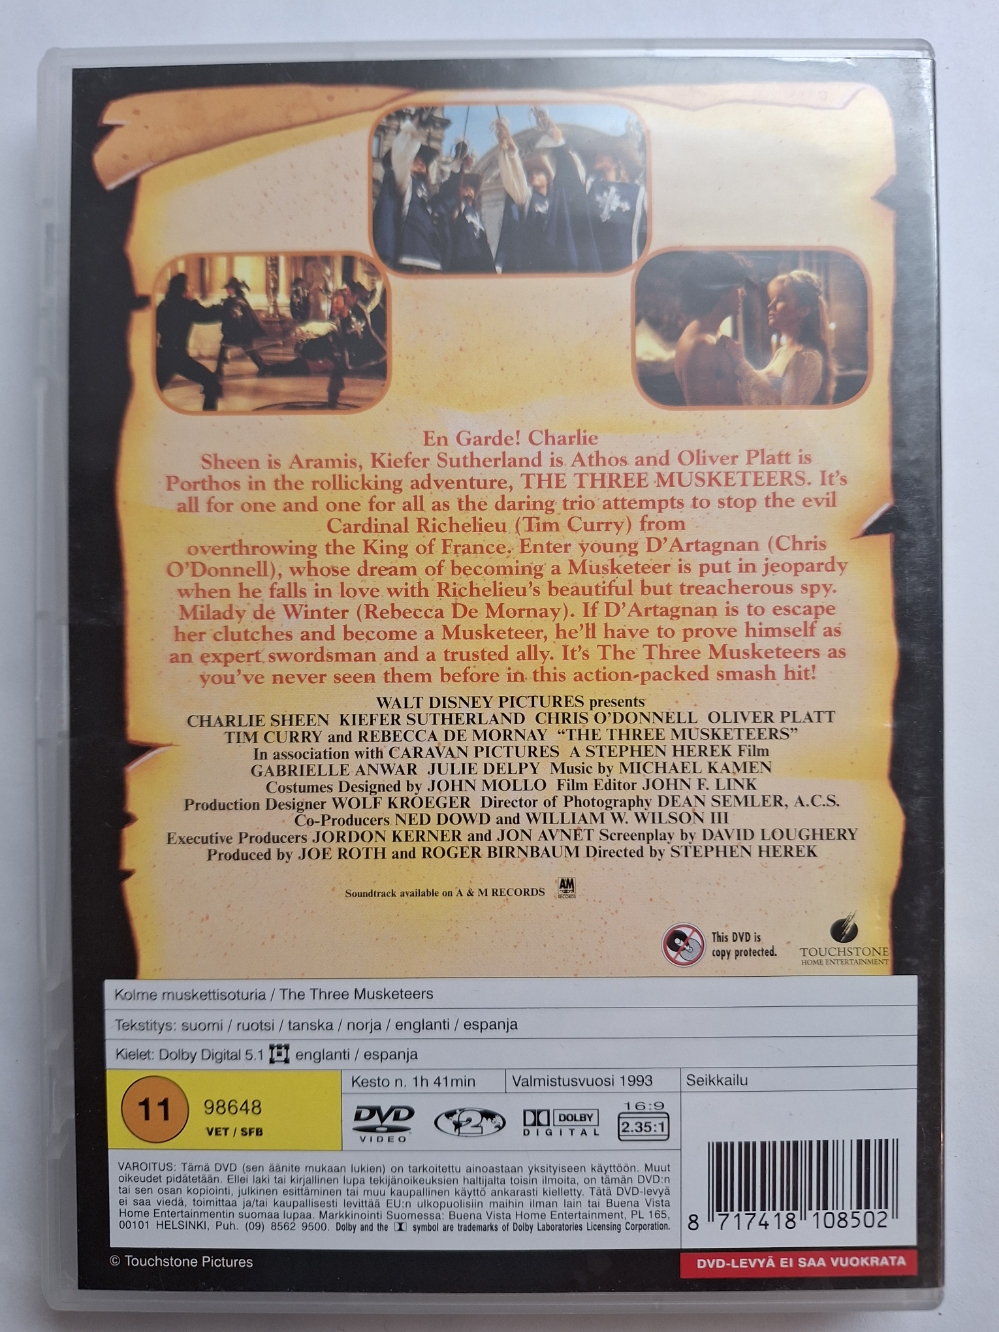 En Garde! Charlie
Sheen is Aramis, Kiefer Sutherland is Athos and Oliver Platt is
Porthos in the rollicking adventure, THE THREE MUSKETEERS. It's
all for one and one for all as the daring trio attempts to stop the evil
Cardinal Richelieu (Tim Curry) from
overthrowing the King of France. Enter young D'Artagnan (Chris
O'Donnell), whose dream of becoming a Musketeer is put in jeopardy
when he falls in love with Richelieu's beautiful but treacherous spy.
Milady de Winter (Rebecca De Mornay). If D'Artagnan is to escape
her clutches and become a Musketeer, he'll have to prove himself as
an expert swordsman and a trusted ally. It's The Three Musketeers as
you've never seen them before in this action-packed smash hit!
WALT DISNEY PICTURES presents
CHARLIE SHEEN KIEFER SUTHERLAND CHRIS O'DONNELL OLIVER PLATT
TIM CURRY and REBECCA DE MORNAY "THE THREE MUSKETEERS"
In association with CARAVAN PICTURES A STEPHEN HEREK Film
GABRIELLE ANWAR JULIE DELPY Music by MICHAEL KAMEN
Costumes Designed by JOHN MOLLO Film Editor JOHN F. LINK
Production Designer WOLF KROEGER Director of Photography DEAN SEMLER, A.C.S.
Co-Producers NED DOWD and WILLIAM W. WILSON III
Executive Producers JORDON KERNER and JON AVNET Screenplay by DAVID LOUGHERY
Produced by JOE ROTH and ROGER BIRNBAUM Directed by STEPHEN HEREK
Soundtrack available on A & M RECORDS AM RECORDS
This DVD is
copy protected.
TOUCHSTONE
HOME ENTERTAINMENT
Kolme muskettisoturia / The Three Musketeers
Tekstitys: suomi / ruotsi / tanska / norja / englanti / espanja
Kielet: Dolby Digital 5.1 englanti / espanja
Kesto n. 1h 41min
Valmistusvuosi 1993
Seikkailu
11
98648
VET / SFB
DVD
VIDEO
2
DOLBY
DIGITAL
16:9
2.35:1
VAROITUS: Tämä DVD (sen äänite mukaan lukien) on tarkoitettu ainoastaan yksityiseen käyttöön. Muut
oikeudet pidätetään. Ellei laki tai kirjallinen lupa tekijänoikeuksien haltijalta toisin ilmoita, on tämän DVD:n
tai sen osan kopiointi, julkinen esittäminen tai muu kaupallinen käyttö ankarasti kielletty. Tätä DVD-levyä
ei saa viedä, toimittaa ja/tai kaupallisesti levittää EU:n ulkopuolisiin maihin ilman lain tai Buena Vista
Home Entertainmentin suomaa lupaa. Markkinointi Suomessa: Buena Vista Home Entertainment, PL 165,
00101 HELSINKI, Puh. (09) 8562 9500. Dolby and the symbol are trademarks of Dolby Laboratories Licensing Corporation.
8 717418 108502
© Touchstone Pictures
DVD-LEVYÄ EI SAA VUOKRATA